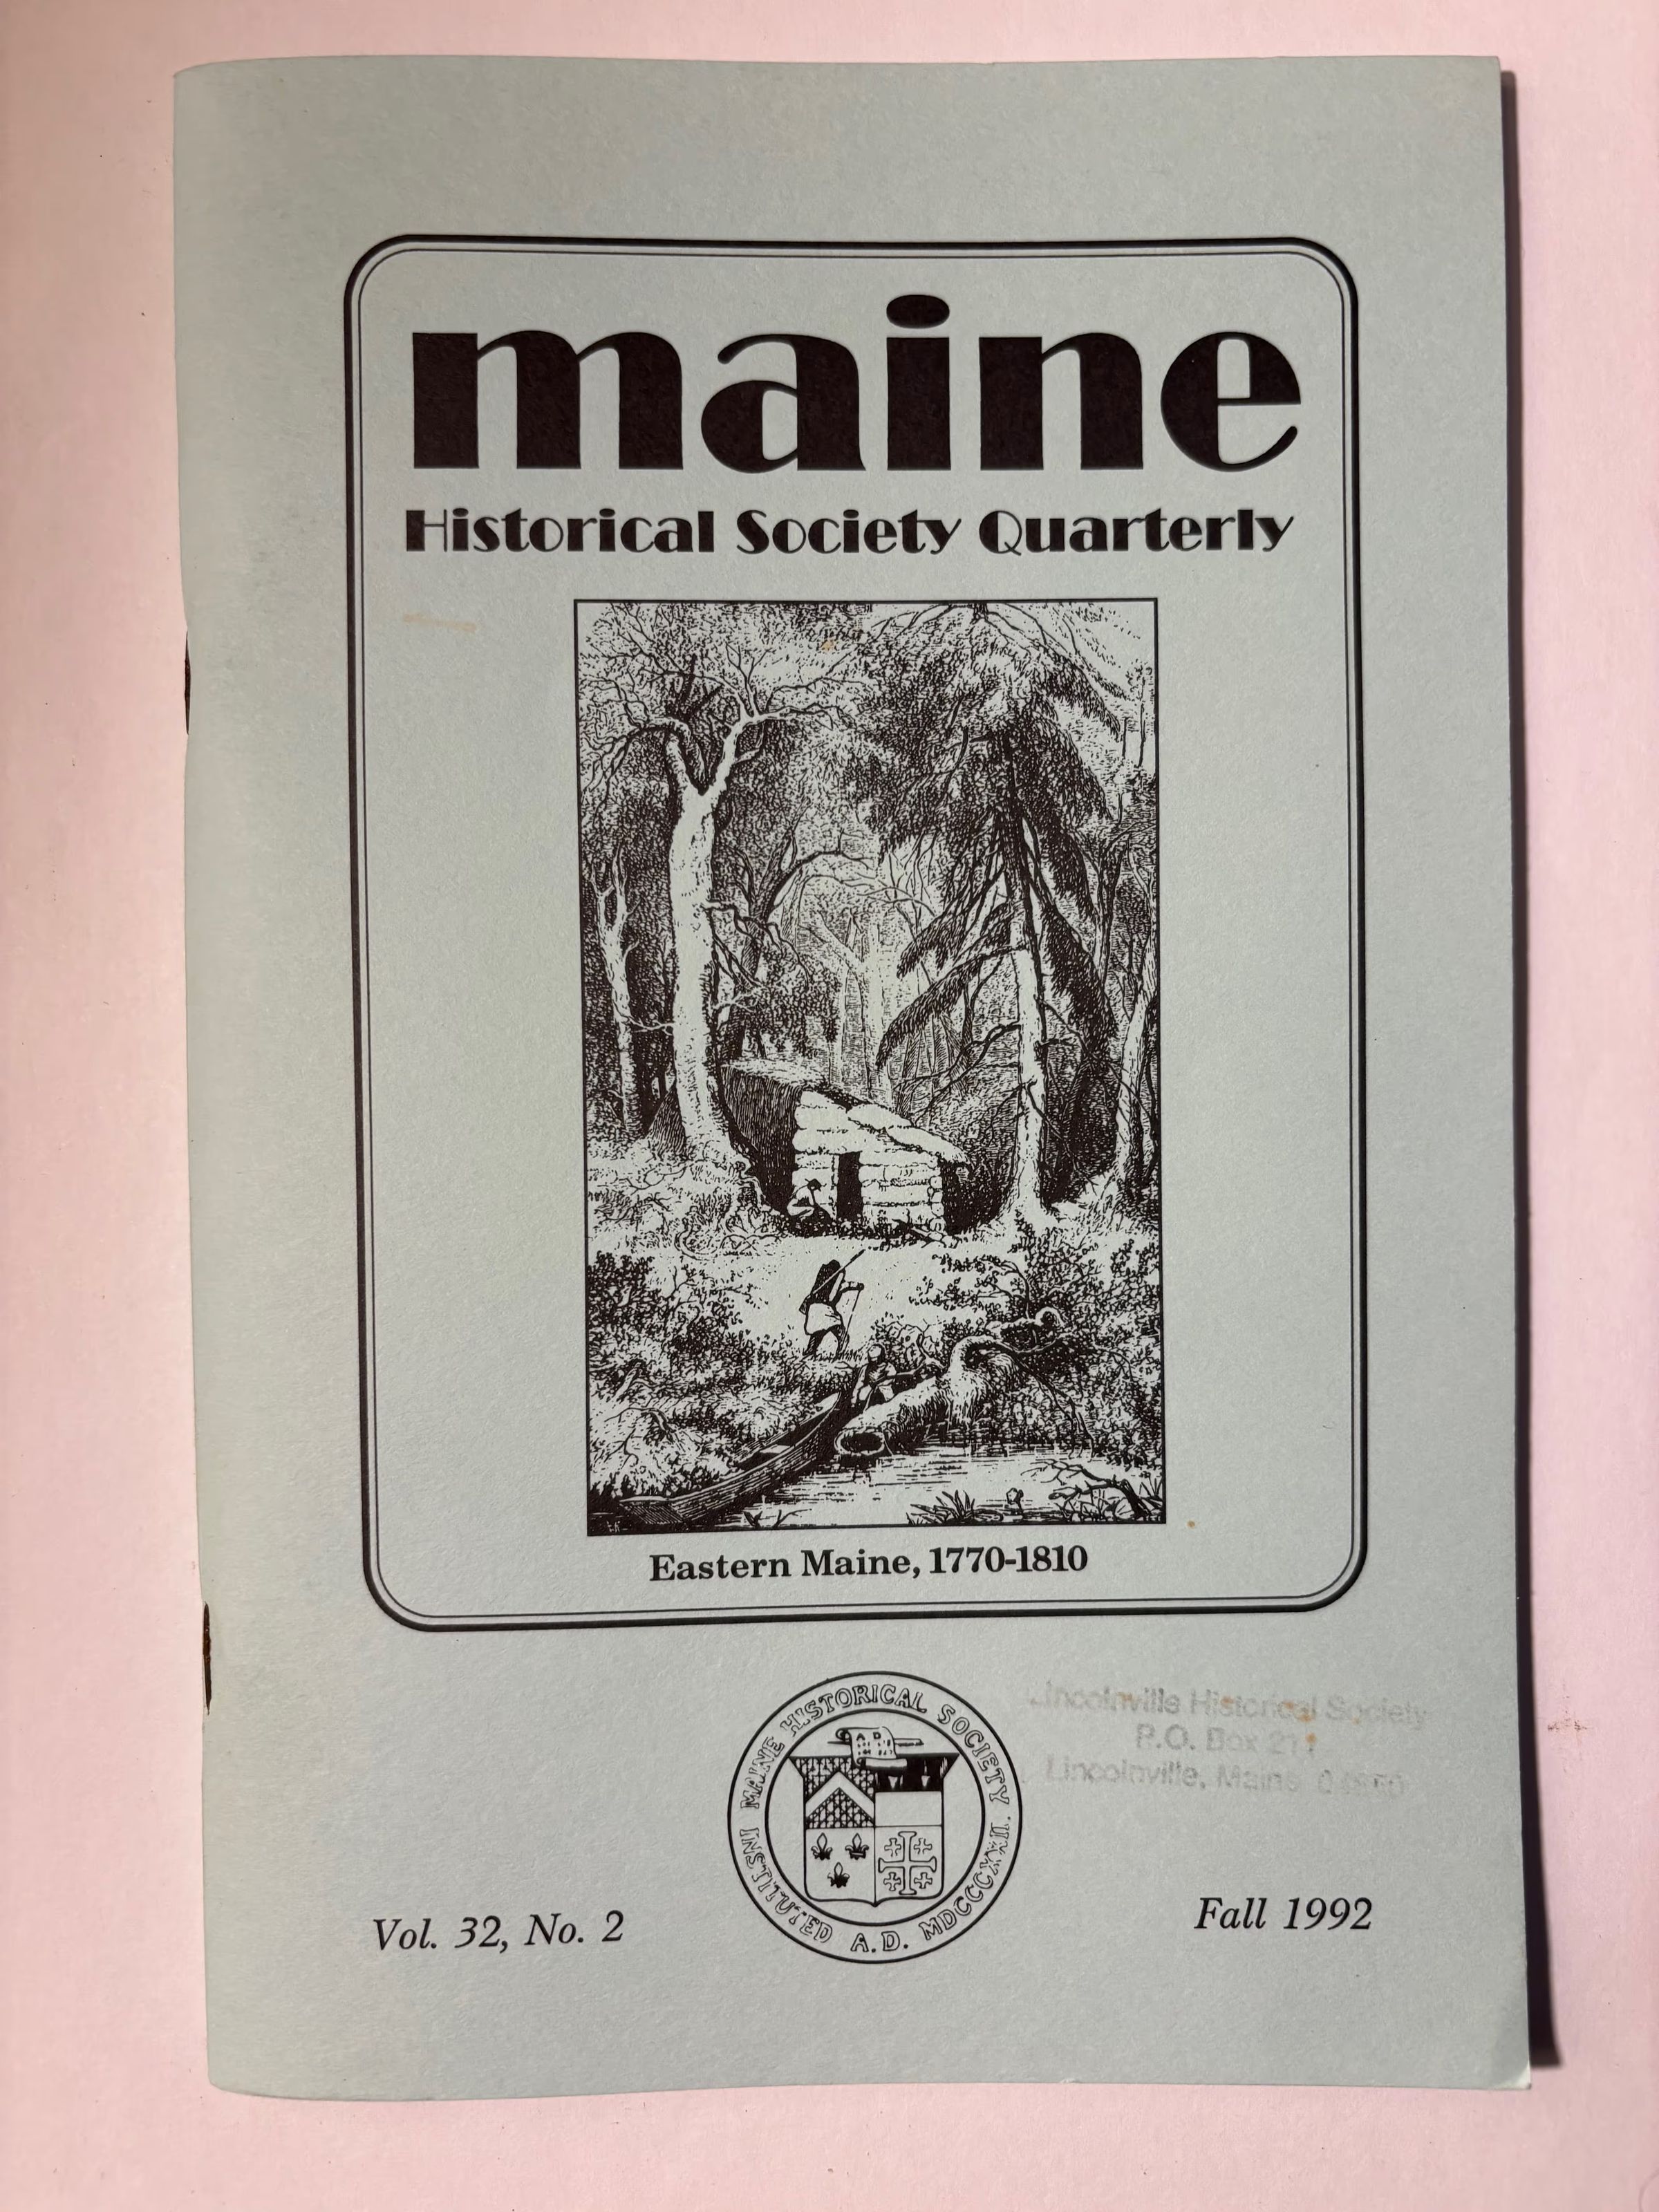 maine
Historical Society Quarterly
Eastern Maine, 1770-1810
MAINE HISTORICAL SOCIETY
INSTITUTED A.D. MDCCCXXII.
Lincolnville Historical Society
P.O. Box 211
Lincolnville, Maine
Vol. 32, No. 2
Fall 1992